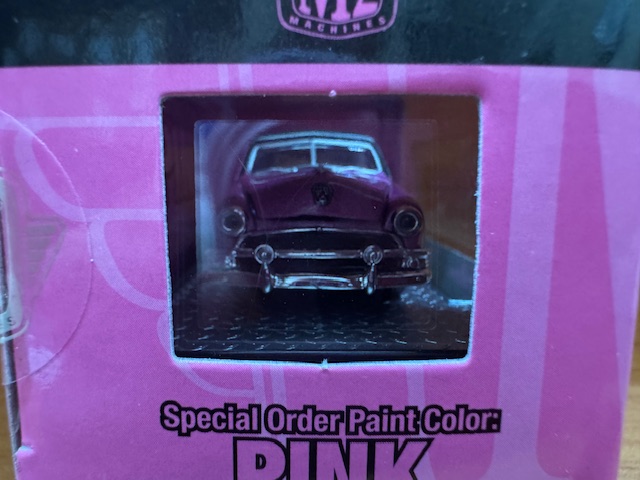 M2
MACHINES
Special Order Paint Color:
PINK